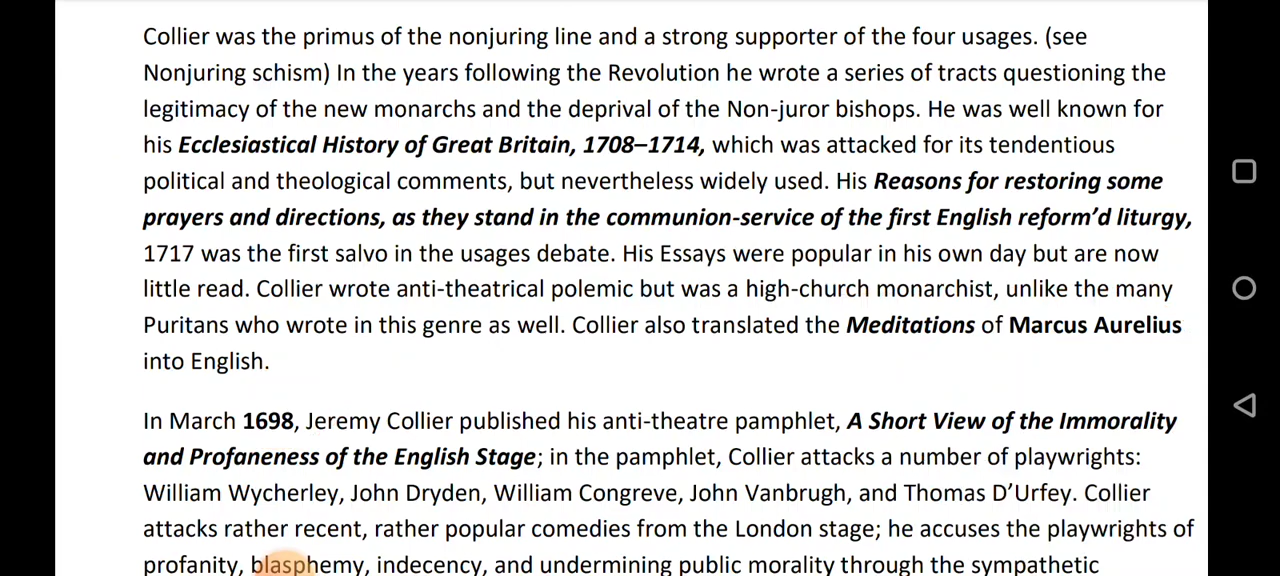 Collier was the primus of the nonjuring line and a strong supporter of the four usages. (see
Nonjuring schism) In the years following the Revolution he wrote a series of tracts questioning the
legitimacy of the new monarchs and the deprival of the Non-juror bishops. He was well known for
his Ecclesiastical History of Great Britain, 1708–1714, which was attacked for its tendentious
political and theological comments, but nevertheless widely used. His Reasons for restoring some
prayers and directions, as they stand in the communion-service of the first English reform’d liturgy,
1717 was the first salvo in the usages debate. His Essays were popular in his own day but are now
little read. Collier wrote anti-theatrical polemic but was a high-church monarchist, unlike the many
Puritans who wrote in this genre as well. Collier also translated the Meditations of Marcus Aurelius
into English.
In March 1698, Jeremy Collier published his anti-theatre pamphlet, A Short View of the Immorality
and Profaneness of the English Stage; in the pamphlet, Collier attacks a number of playwrights:
William Wycherley, John Dryden, William Congreve, John Vanbrugh, and Thomas D’Urfey. Collier
attacks rather recent, rather popular comedies from the London stage; he accuses the playwrights of
profanity, blasphemy, indecency, and undermining public morality through the sympathetic